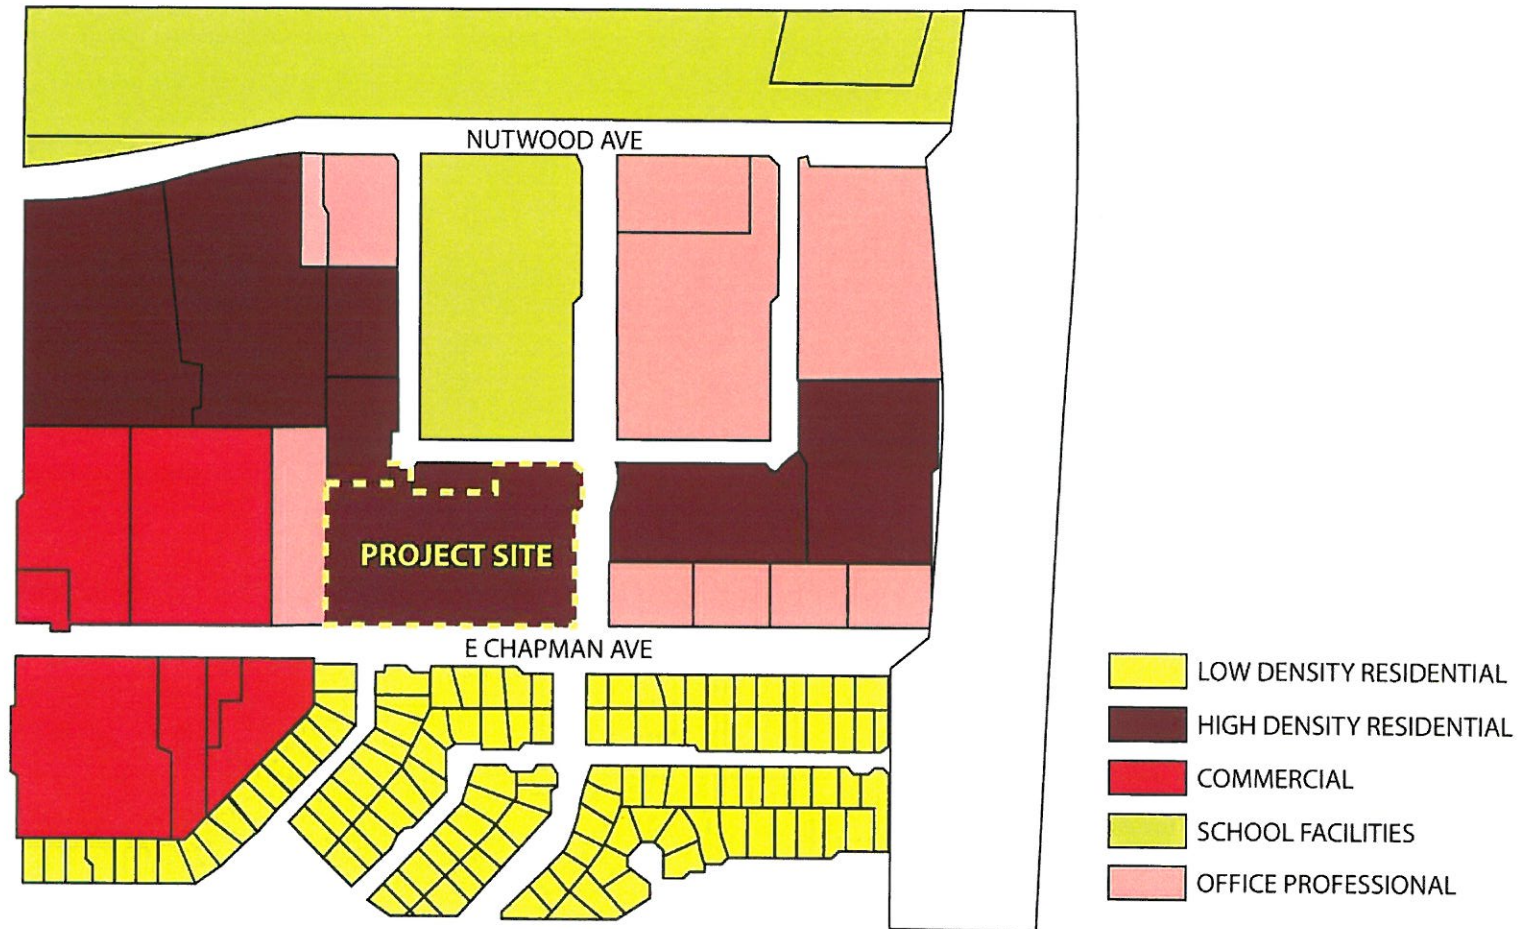 NUTWOOD AVE
PROJECT SITE
E CHAPMAN AVE
LOW DENSITY RESIDENTIAL
HIGH DENSITY RESIDENTIAL
COMMERCIAL
SCHOOL FACILITIES
OFFICE PROFESSIONAL